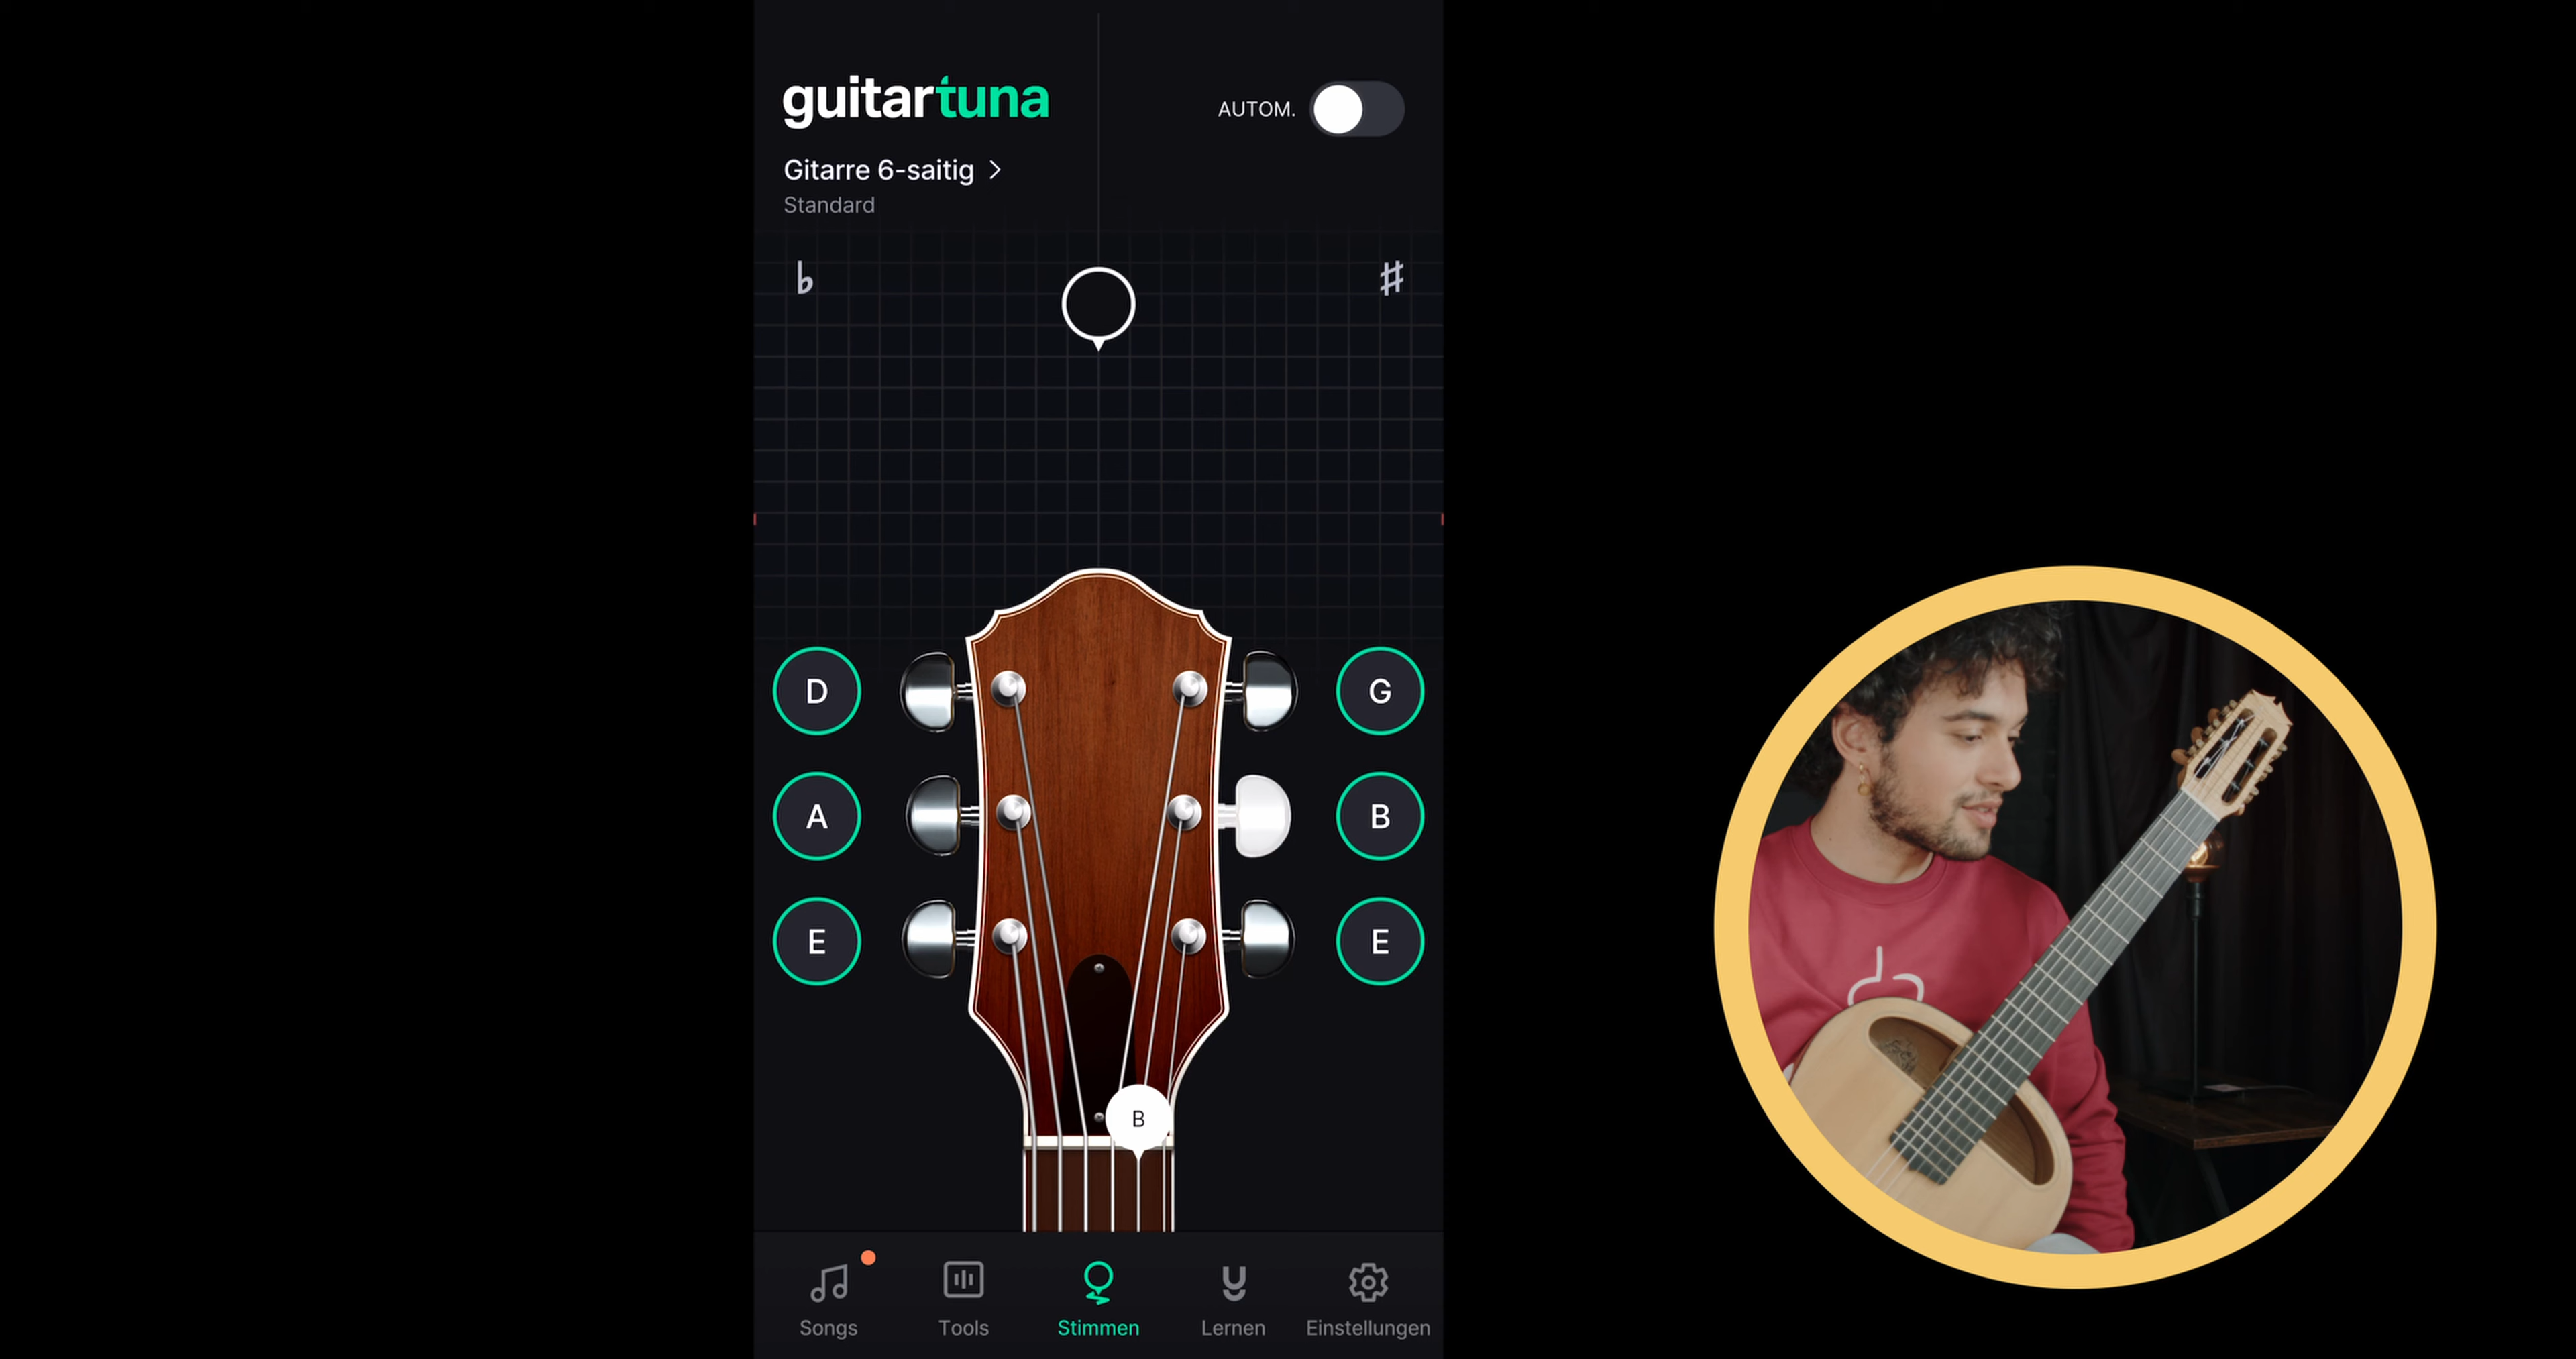 guitartuna
AUTOM.
Gitarre 6-saitig
Standard
♭
♯
D
G
A
B
E
E
B
Songs
Tools
Stimmen
Lernen
Einstellungen